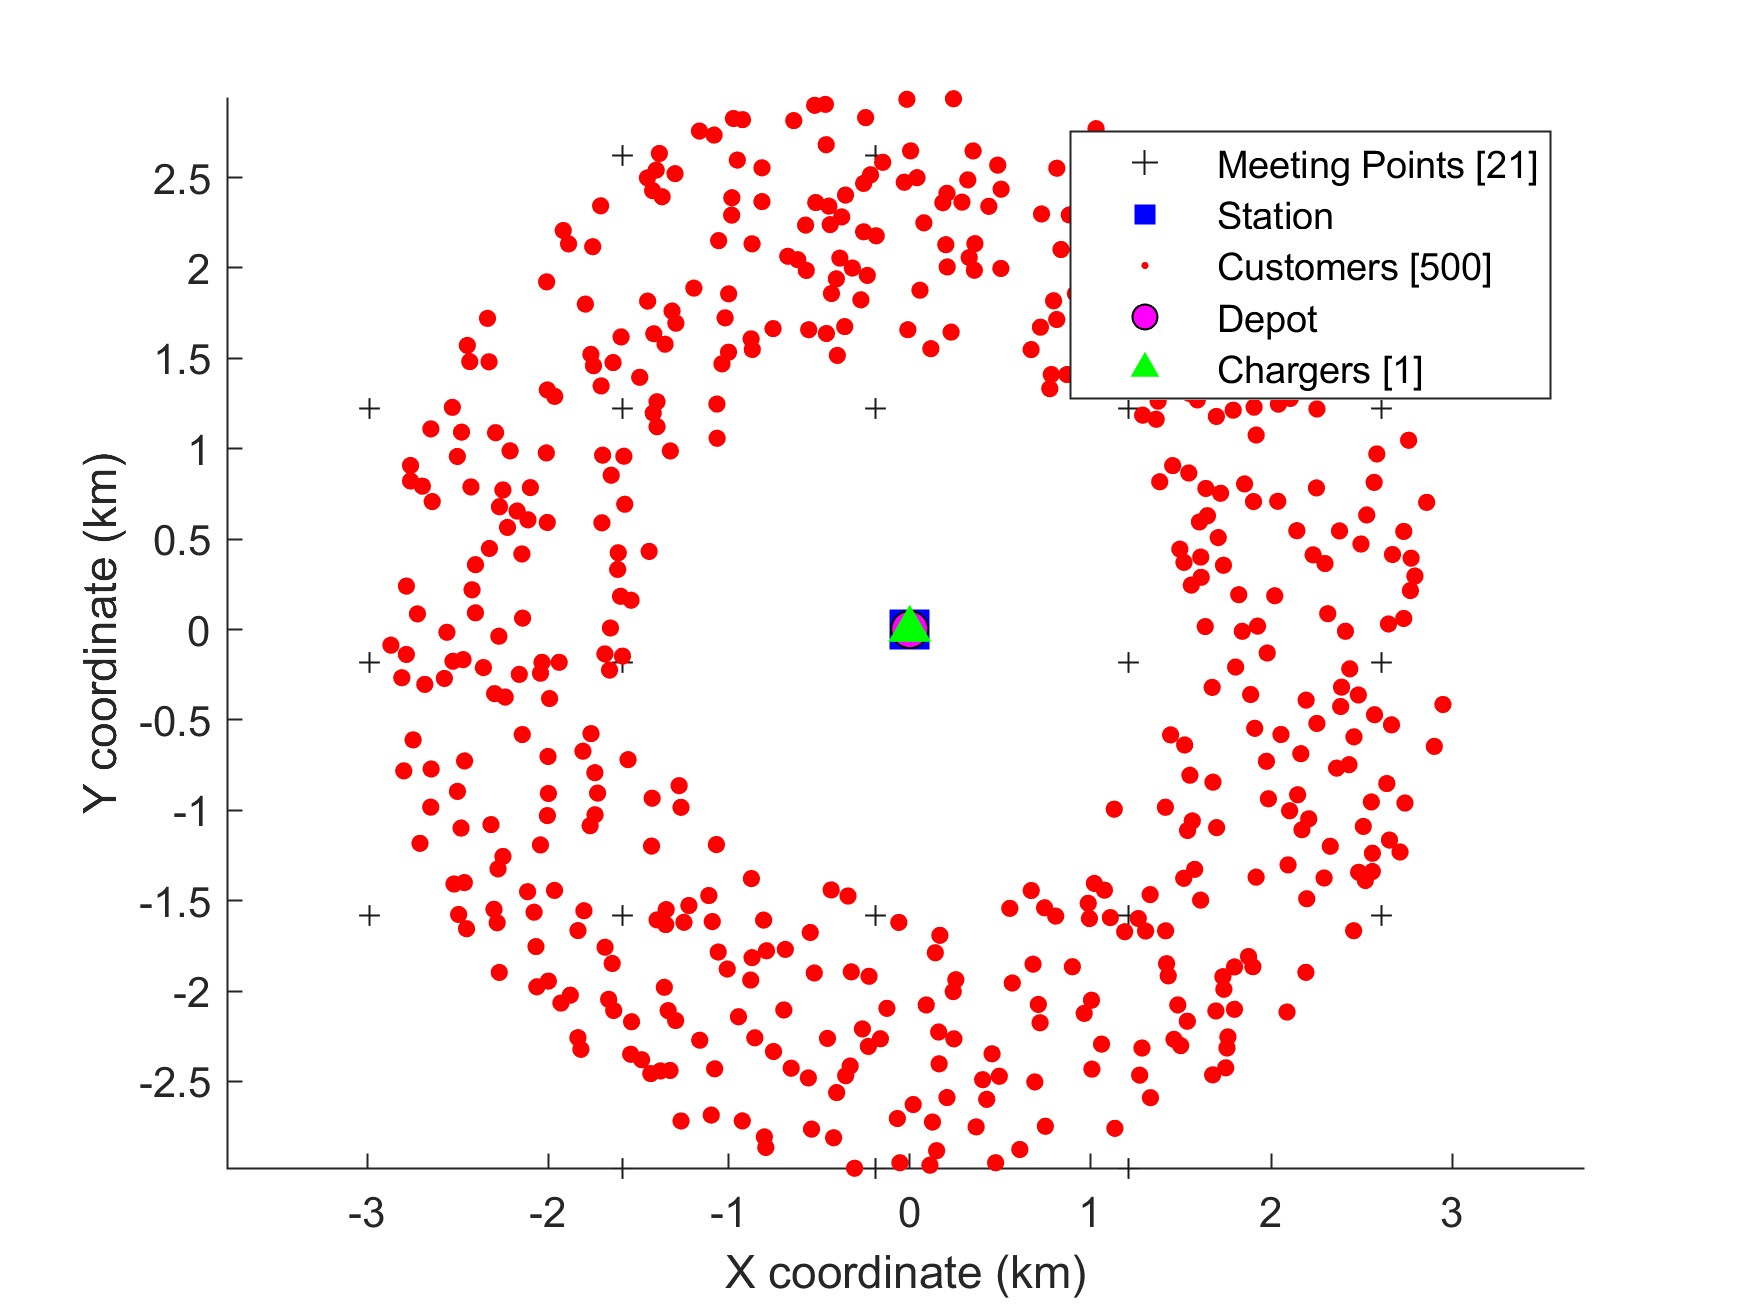 Meeting Points [21]
Station
Customers [500]
Depot
Chargers [1]
2.5
2
1.5
1
0.5
0
-0.5
-1
-1.5
-2
-2.5
Y coordinate (km)
-3 -2 -1 0 1 2 3
X coordinate (km)